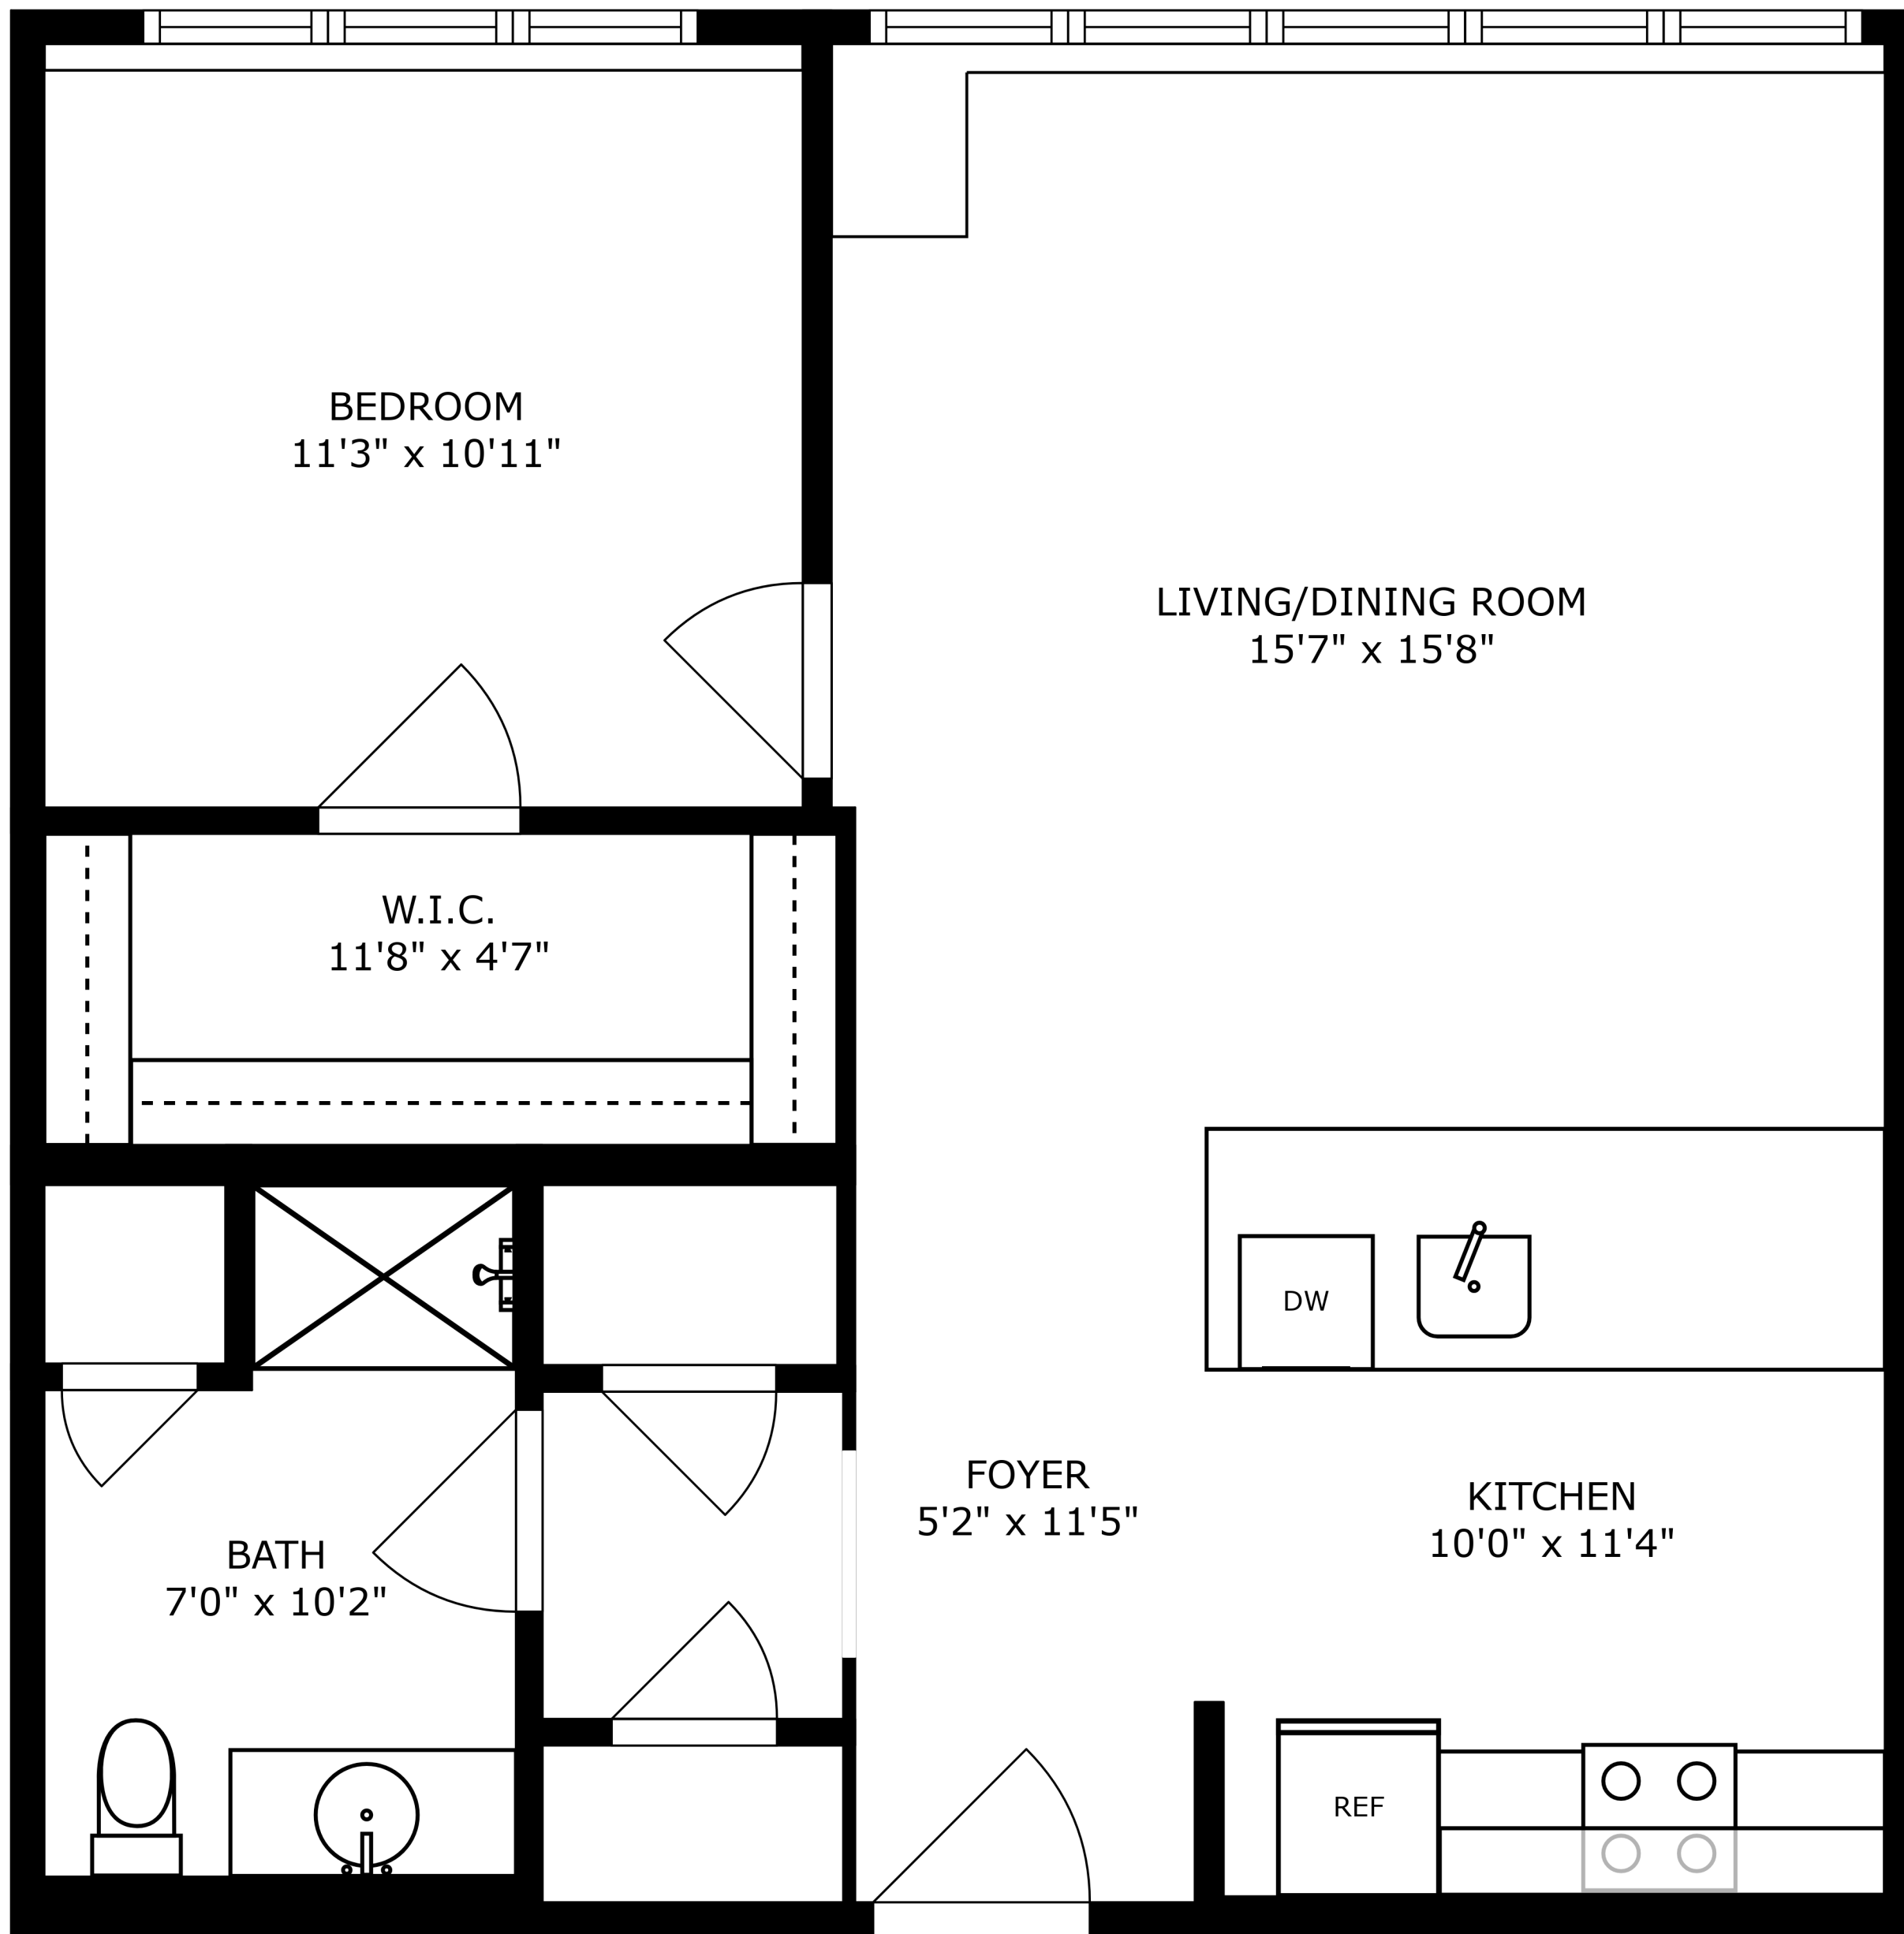 BEDROOM
11'3" x 10'11"
LIVING/DINING ROOM
15'7" x 15'8"
W.I.C.
11'8" x 4'7"
DW
FOYER
5'2" x 11'5"
KITCHEN
10'0" x 11'4"
BATH
7'0" x 10'2"
REF